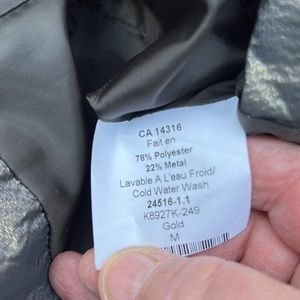 CA 14316
Fait en
78% Polyester
22% Metal
Lavable A L'eau Froid/
Cold Water Wash
24516-1.1
K8927K-249
Gold
M